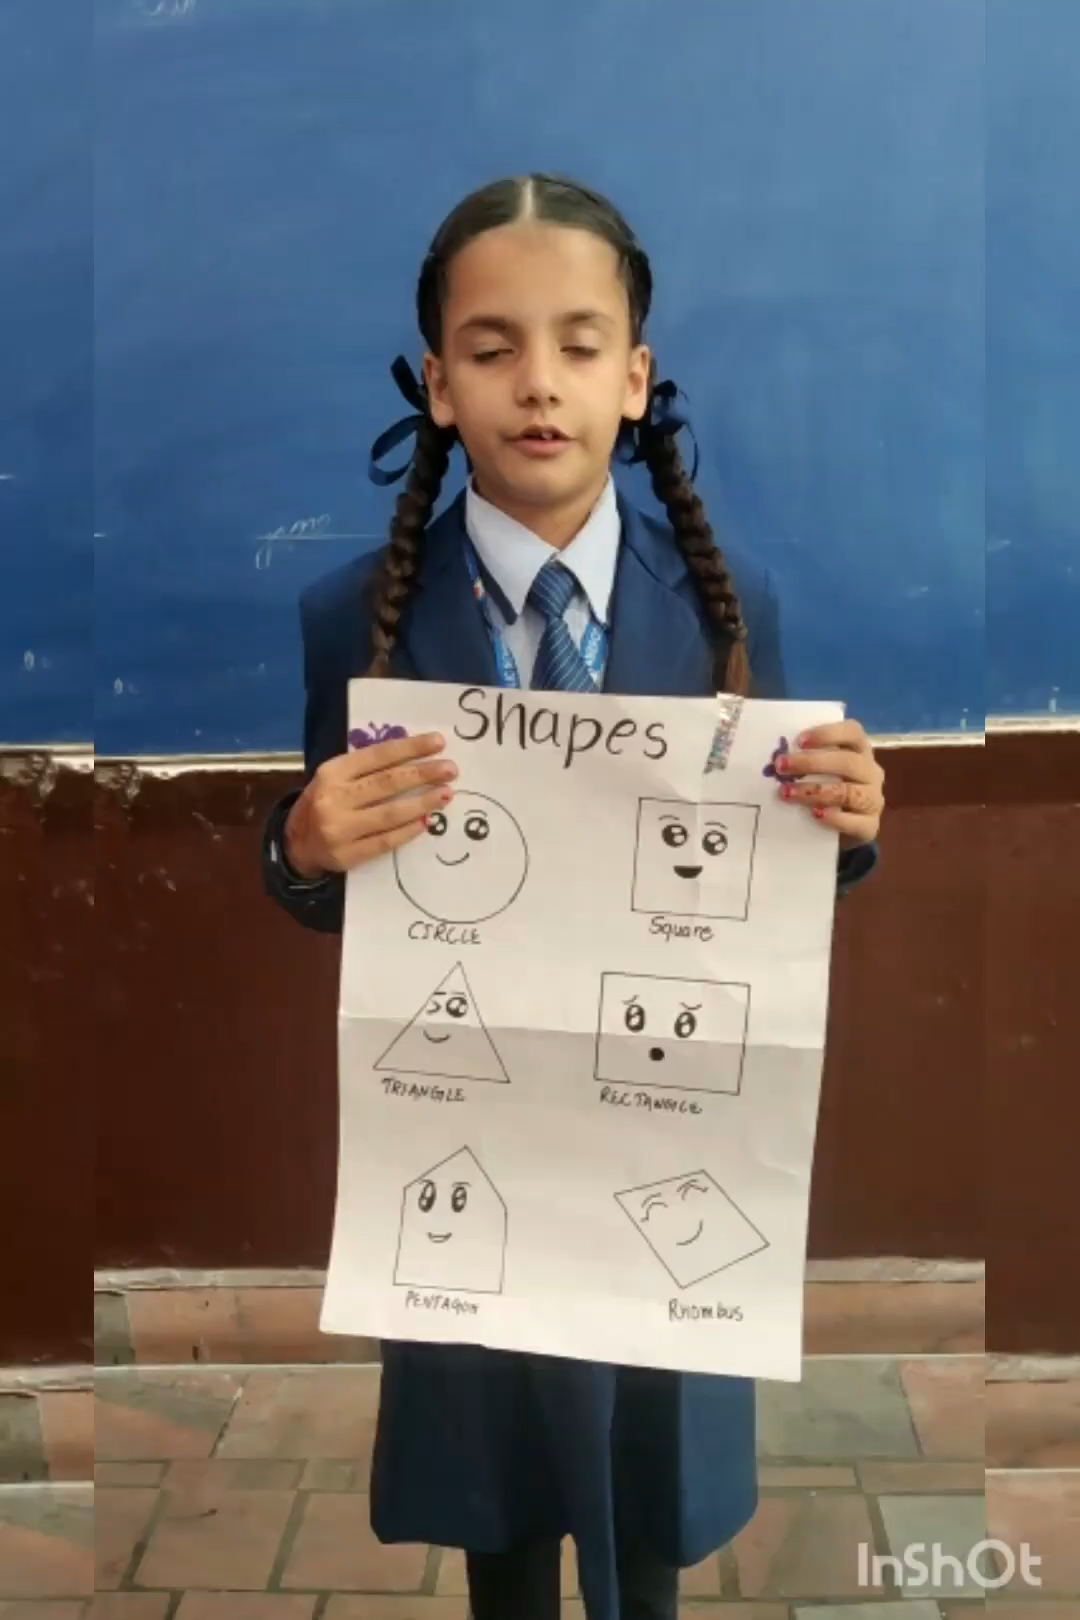 Shapes
CIRCLE
Square
TRIANGLE
RECTANGLE
PENTAGON
Rhombus
InShOt